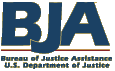 BJA
Bureau of Justice Assistance
U.S. Department of Justice